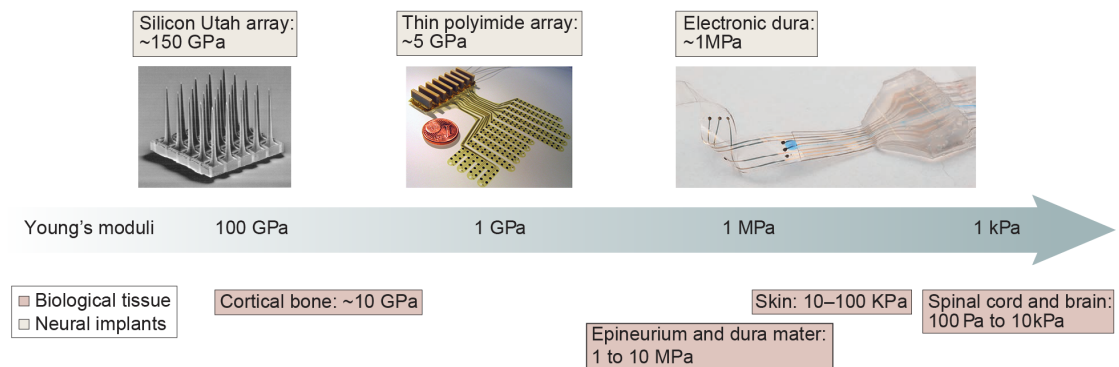 Silicon Utah array:
~150 GPa
Thin polyimide array:
~5 GPa
Electronic dura:
~1MPa
Young's moduli
100 GPa
1 GPa
1 MPa
1 kPa
Biological tissue
Neural implants
Cortical bone: ~10 GPa
Epineurium and dura mater:
1 to 10 MPa
Skin: 10–100 KPa
Spinal cord and brain:
100 Pa to 10kPa